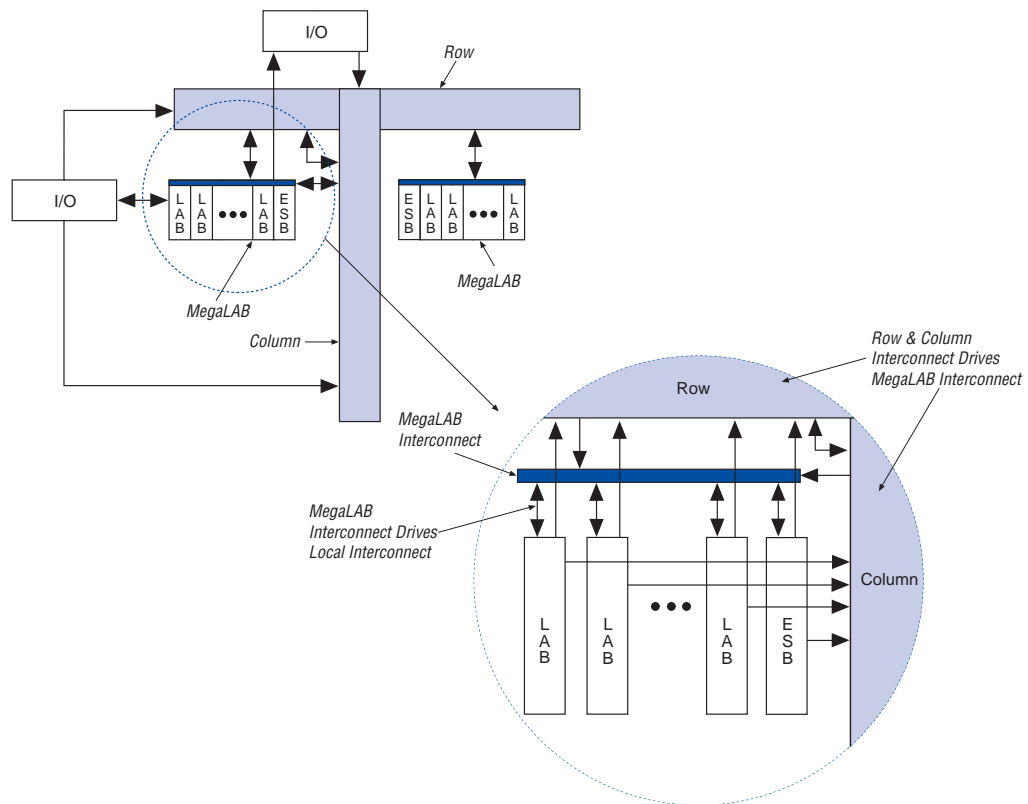 I/O
Row
I/O
L
A
B
L
A
B
L
A
B
E
S
B
E
S
B
L
A
B
L
A
B
L
A
B
MegaLAB
MegaLAB
Column
Row & Column
Interconnect Drives
MegaLAB Interconnect
Row
MegaLAB
Interconnect
MegaLAB
Interconnect Drives
Local Interconnect
Column
L
A
B
L
A
B
L
A
B
E
S
B